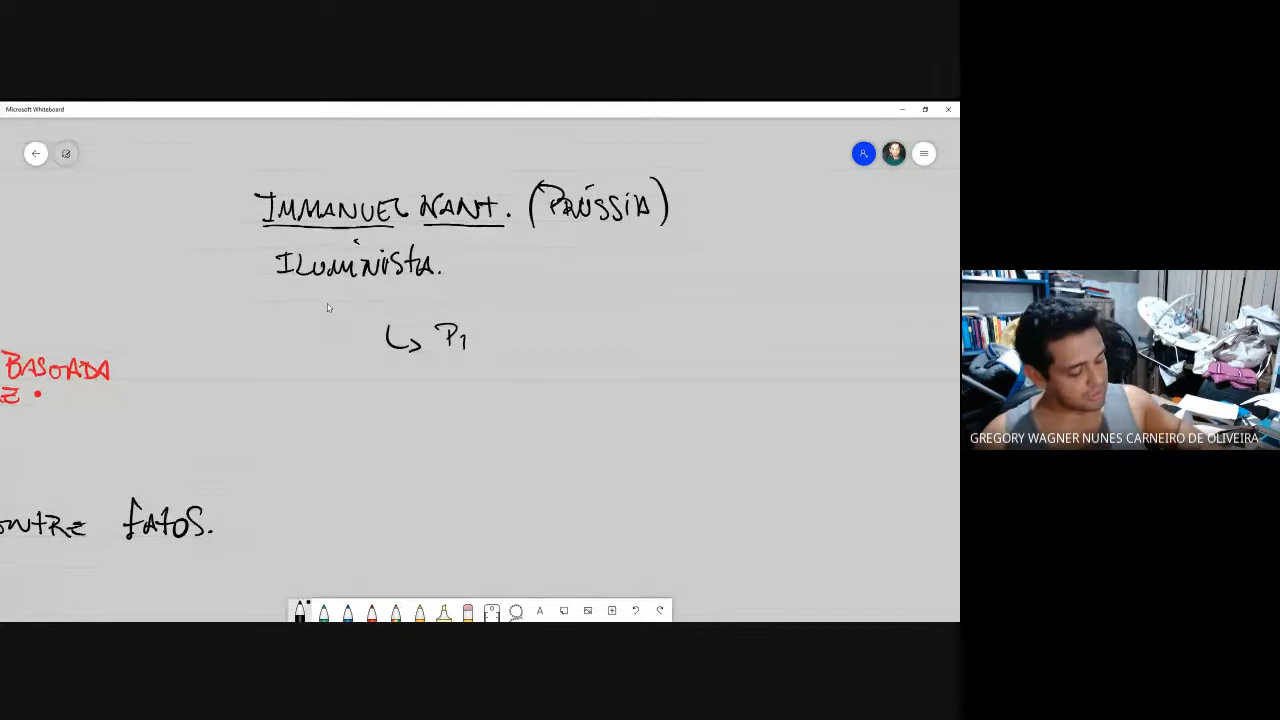 Microsoft Whiteboard
IMMANUEL KANT. (PRÚSSIA)
ILUMINISTA.
P1
BASEADA
ONTRE FATOS.
GREGORY WAGNER NUNES CARNEIRO DE OLIVEIRA